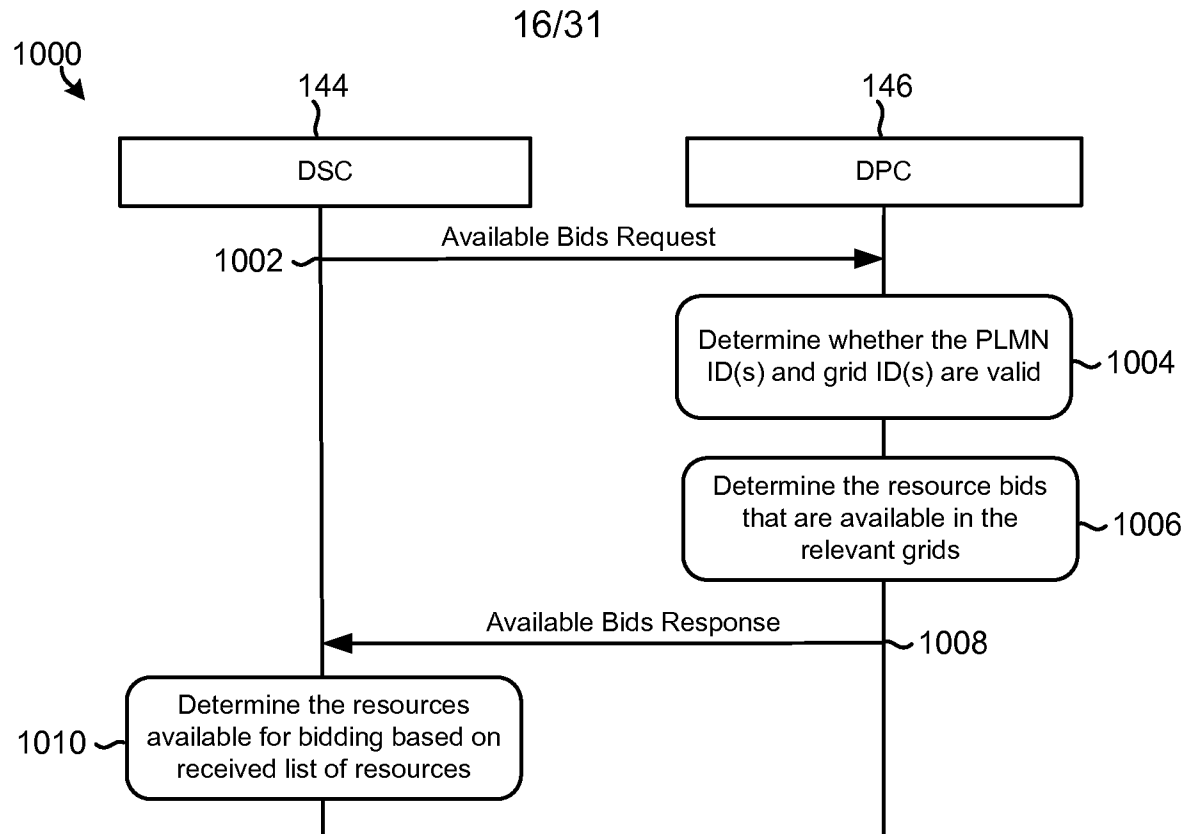 16/31
1000
144
146
DSC
DPC
Available Bids Request
1002
Determine whether the PLMN
ID(s) and grid ID(s) are valid
1004
Determine the resource bids
that are available in the
relevant grids
1006
Available Bids Response
1008
Determine the resources
available for bidding based on
received list of resources
1010